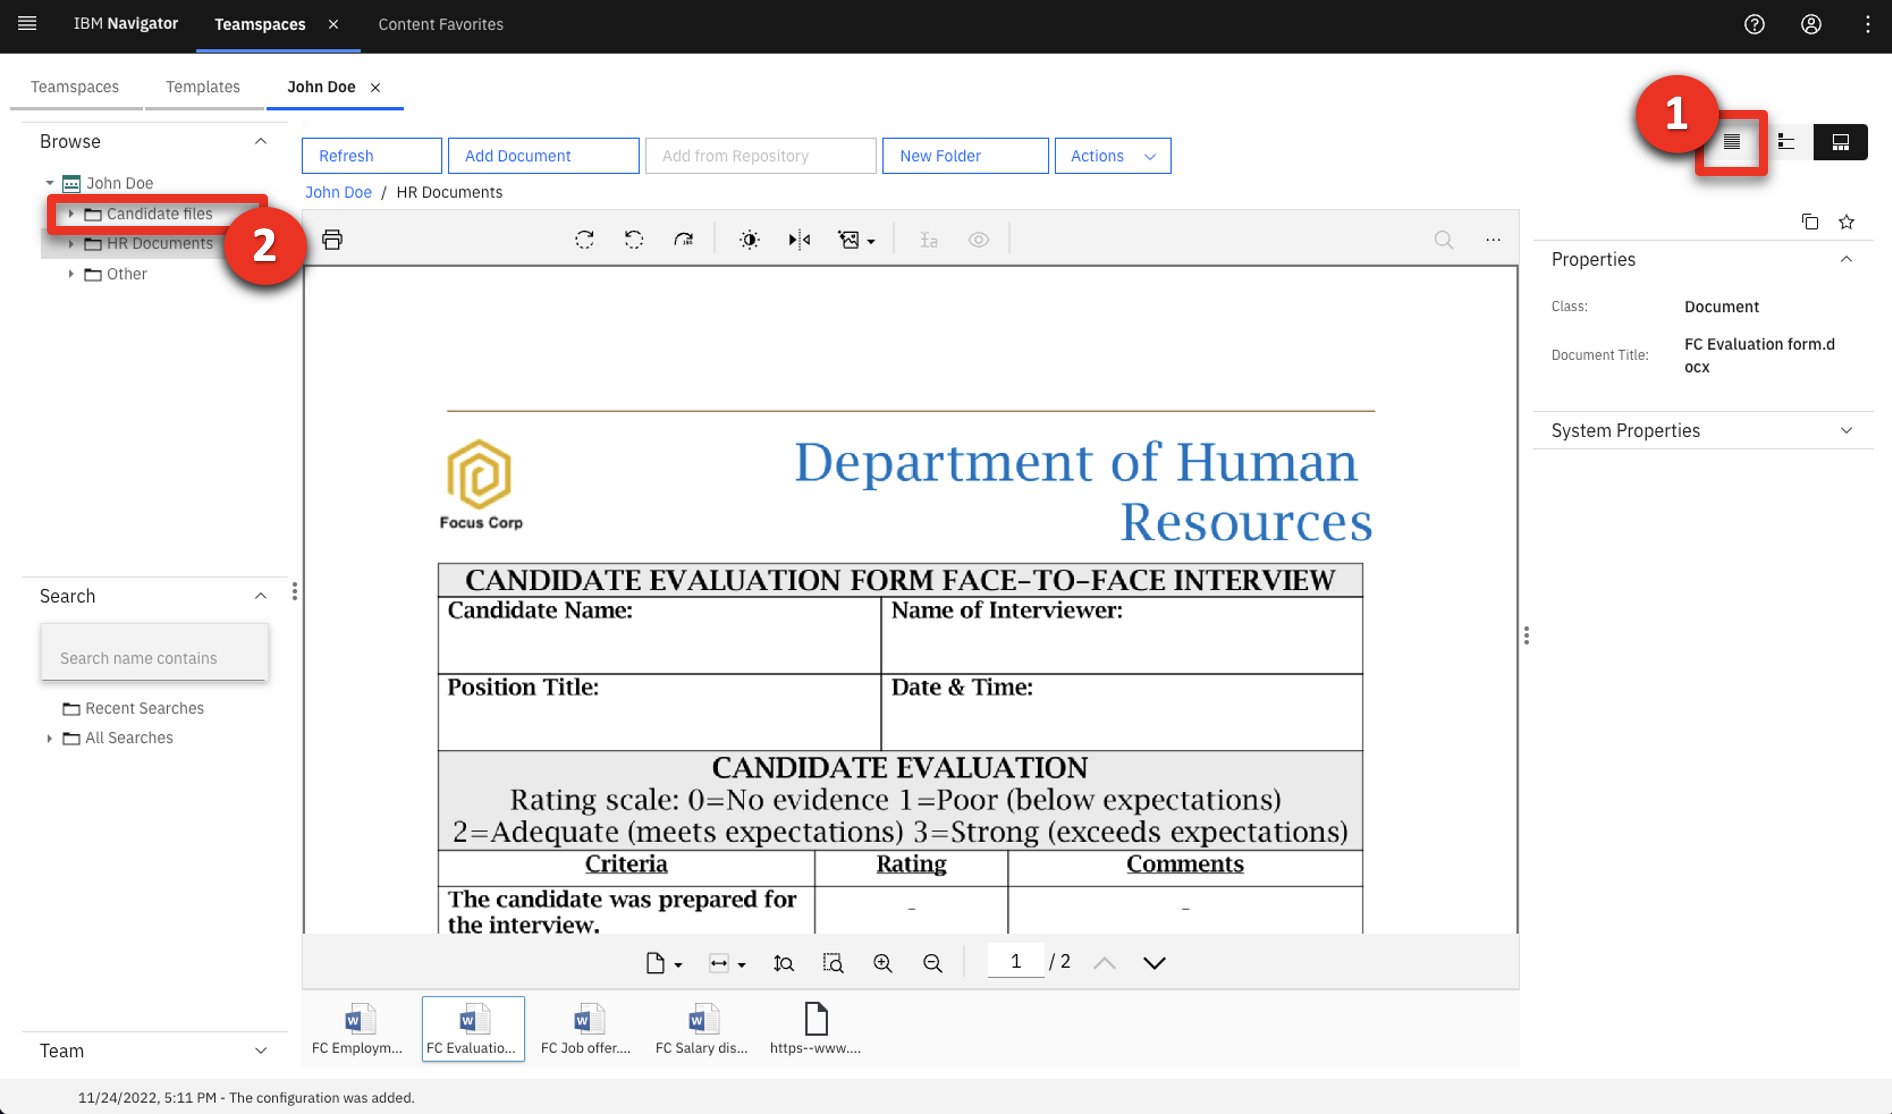 IBM Navigator
Teamspaces
Content Favorites
Teamspaces
Templates
John Doe
1
Browse
John Doe
Candidate files
HR Documents
Other
2
Refresh
Add Document
Add from Repository
New Folder
Actions
John Doe / HR Documents
Properties
Class: Document
Document Title: FC Evaluation form.d
ocx
System Properties
Focus Corp
Department of Human
Resources
CANDIDATE EVALUATION FORM FACE-TO-FACE INTERVIEW
Candidate Name: Name of Interviewer:
Position Title: Date & Time:
CANDIDATE EVALUATION
Rating scale: 0=No evidence 1=Poor (below expectations)
2=Adequate (meets expectations) 3=Strong (exceeds expectations)
Criteria Rating Comments
The candidate was prepared for
the interview.
- -
Search
Search name contains
Recent Searches
All Searches
1 / 2
FC Employm...
FC Evaluatio...
FC Job offer....
FC Salary dis...
https--www....
Team
11/24/2022, 5:11 PM - The configuration was added.